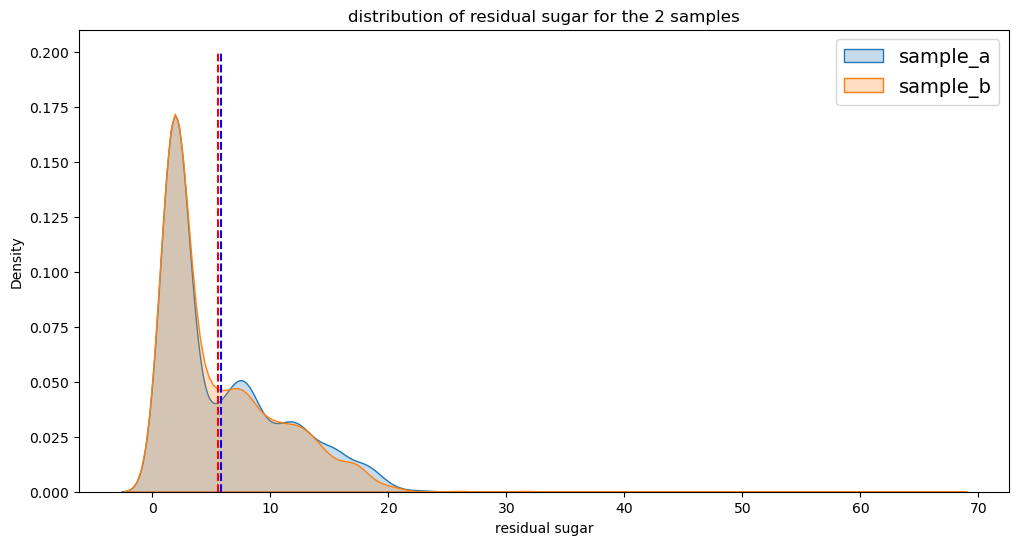 distribution of residual sugar for the 2 samples
sample_a
sample_b
Density
0.200
0.175
0.150
0.125
0.100
0.075
0.050
0.025
0.000
0 10 20 30 40 50 60 70
residual sugar